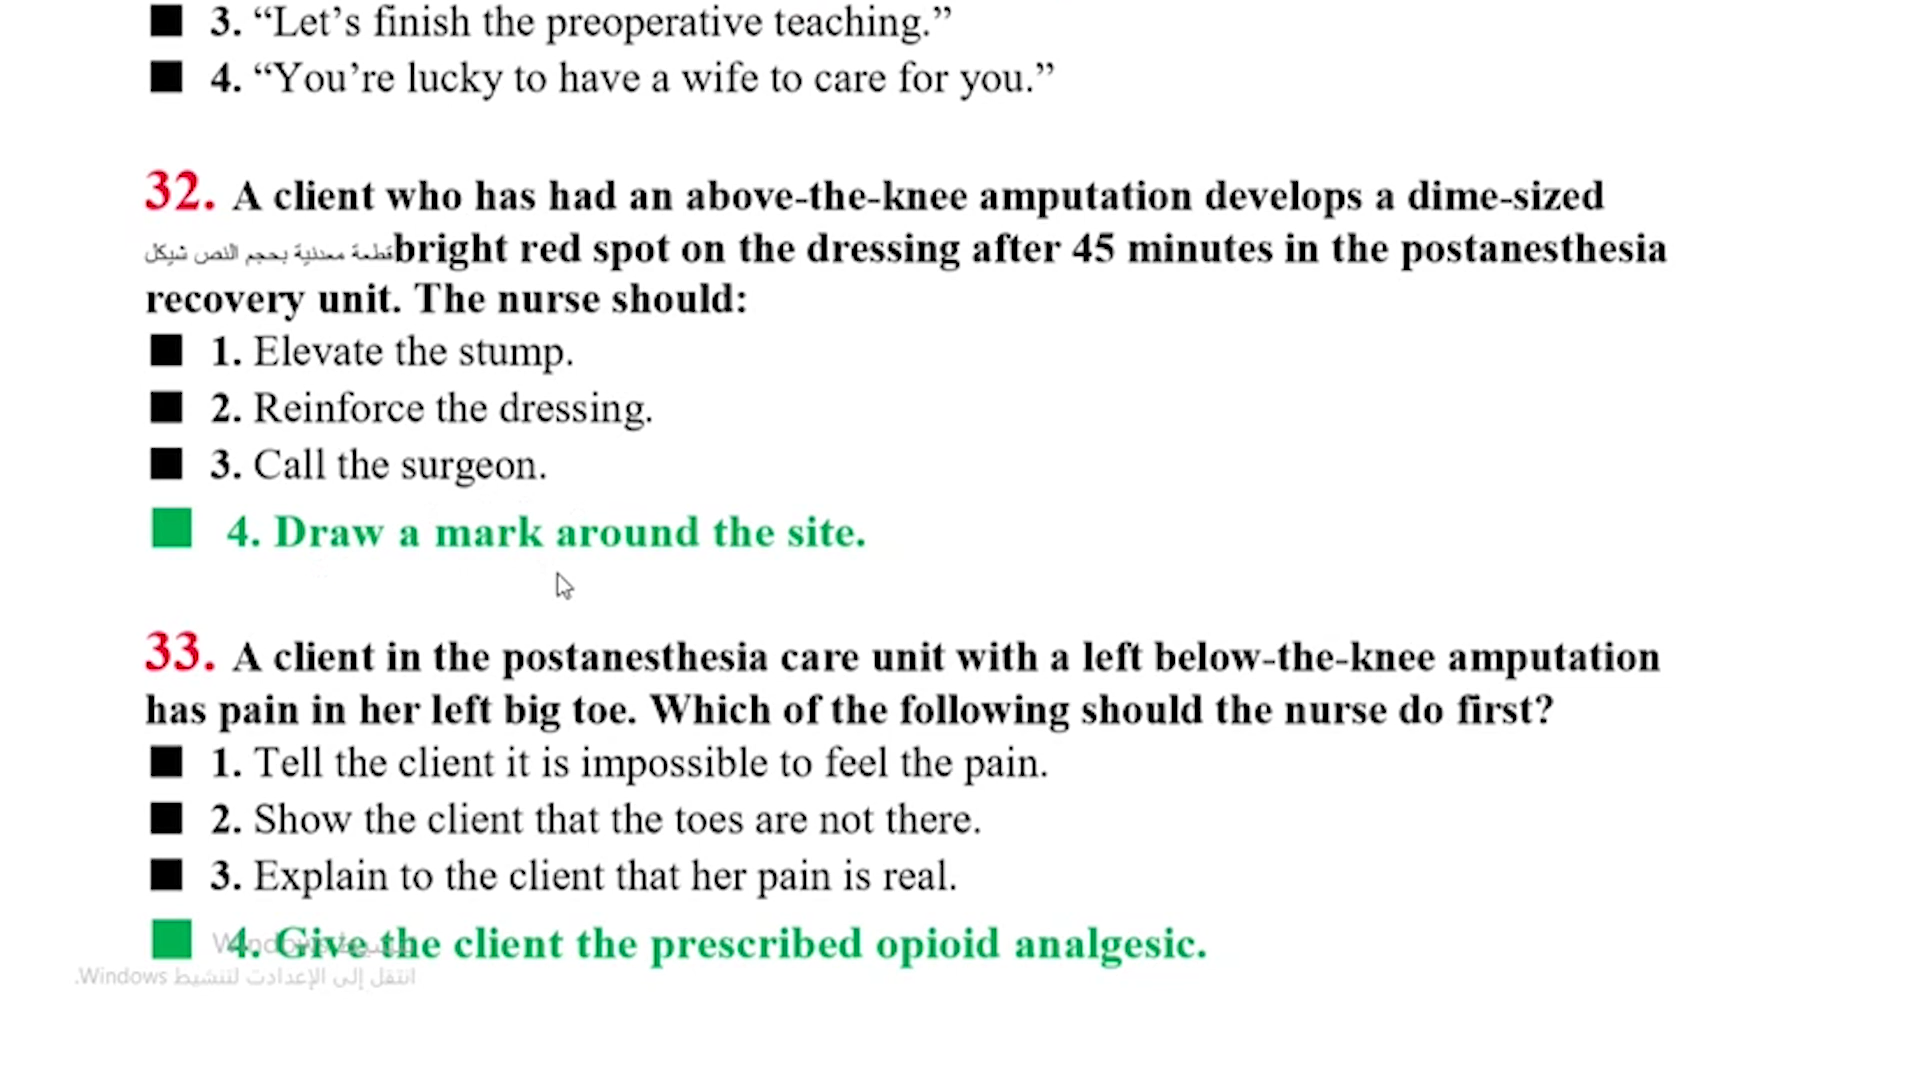 ■ 3. “Let’s finish the preoperative teaching.”
■ 4. “You’re lucky to have a wife to care for you.”
32. A client who has had an above-the-knee amputation develops a dime-sized
قطعة معدنية بحجم النص شيكل bright red spot on the dressing after 45 minutes in the postanesthesia
recovery unit. The nurse should:
■ 1. Elevate the stump.
■ 2. Reinforce the dressing.
■ 3. Call the surgeon.
■ 4. Draw a mark around the site.
33. A client in the postanesthesia care unit with a left below-the-knee amputation
has pain in her left big toe. Which of the following should the nurse do first?
■ 1. Tell the client it is impossible to feel the pain.
■ 2. Show the client that the toes are not there.
■ 3. Explain to the client that her pain is real.
■ 4. Give the client the prescribed opioid analgesic.
تنشيط Windows
انتقل إلى الإعدادت لتنشيط Windows.